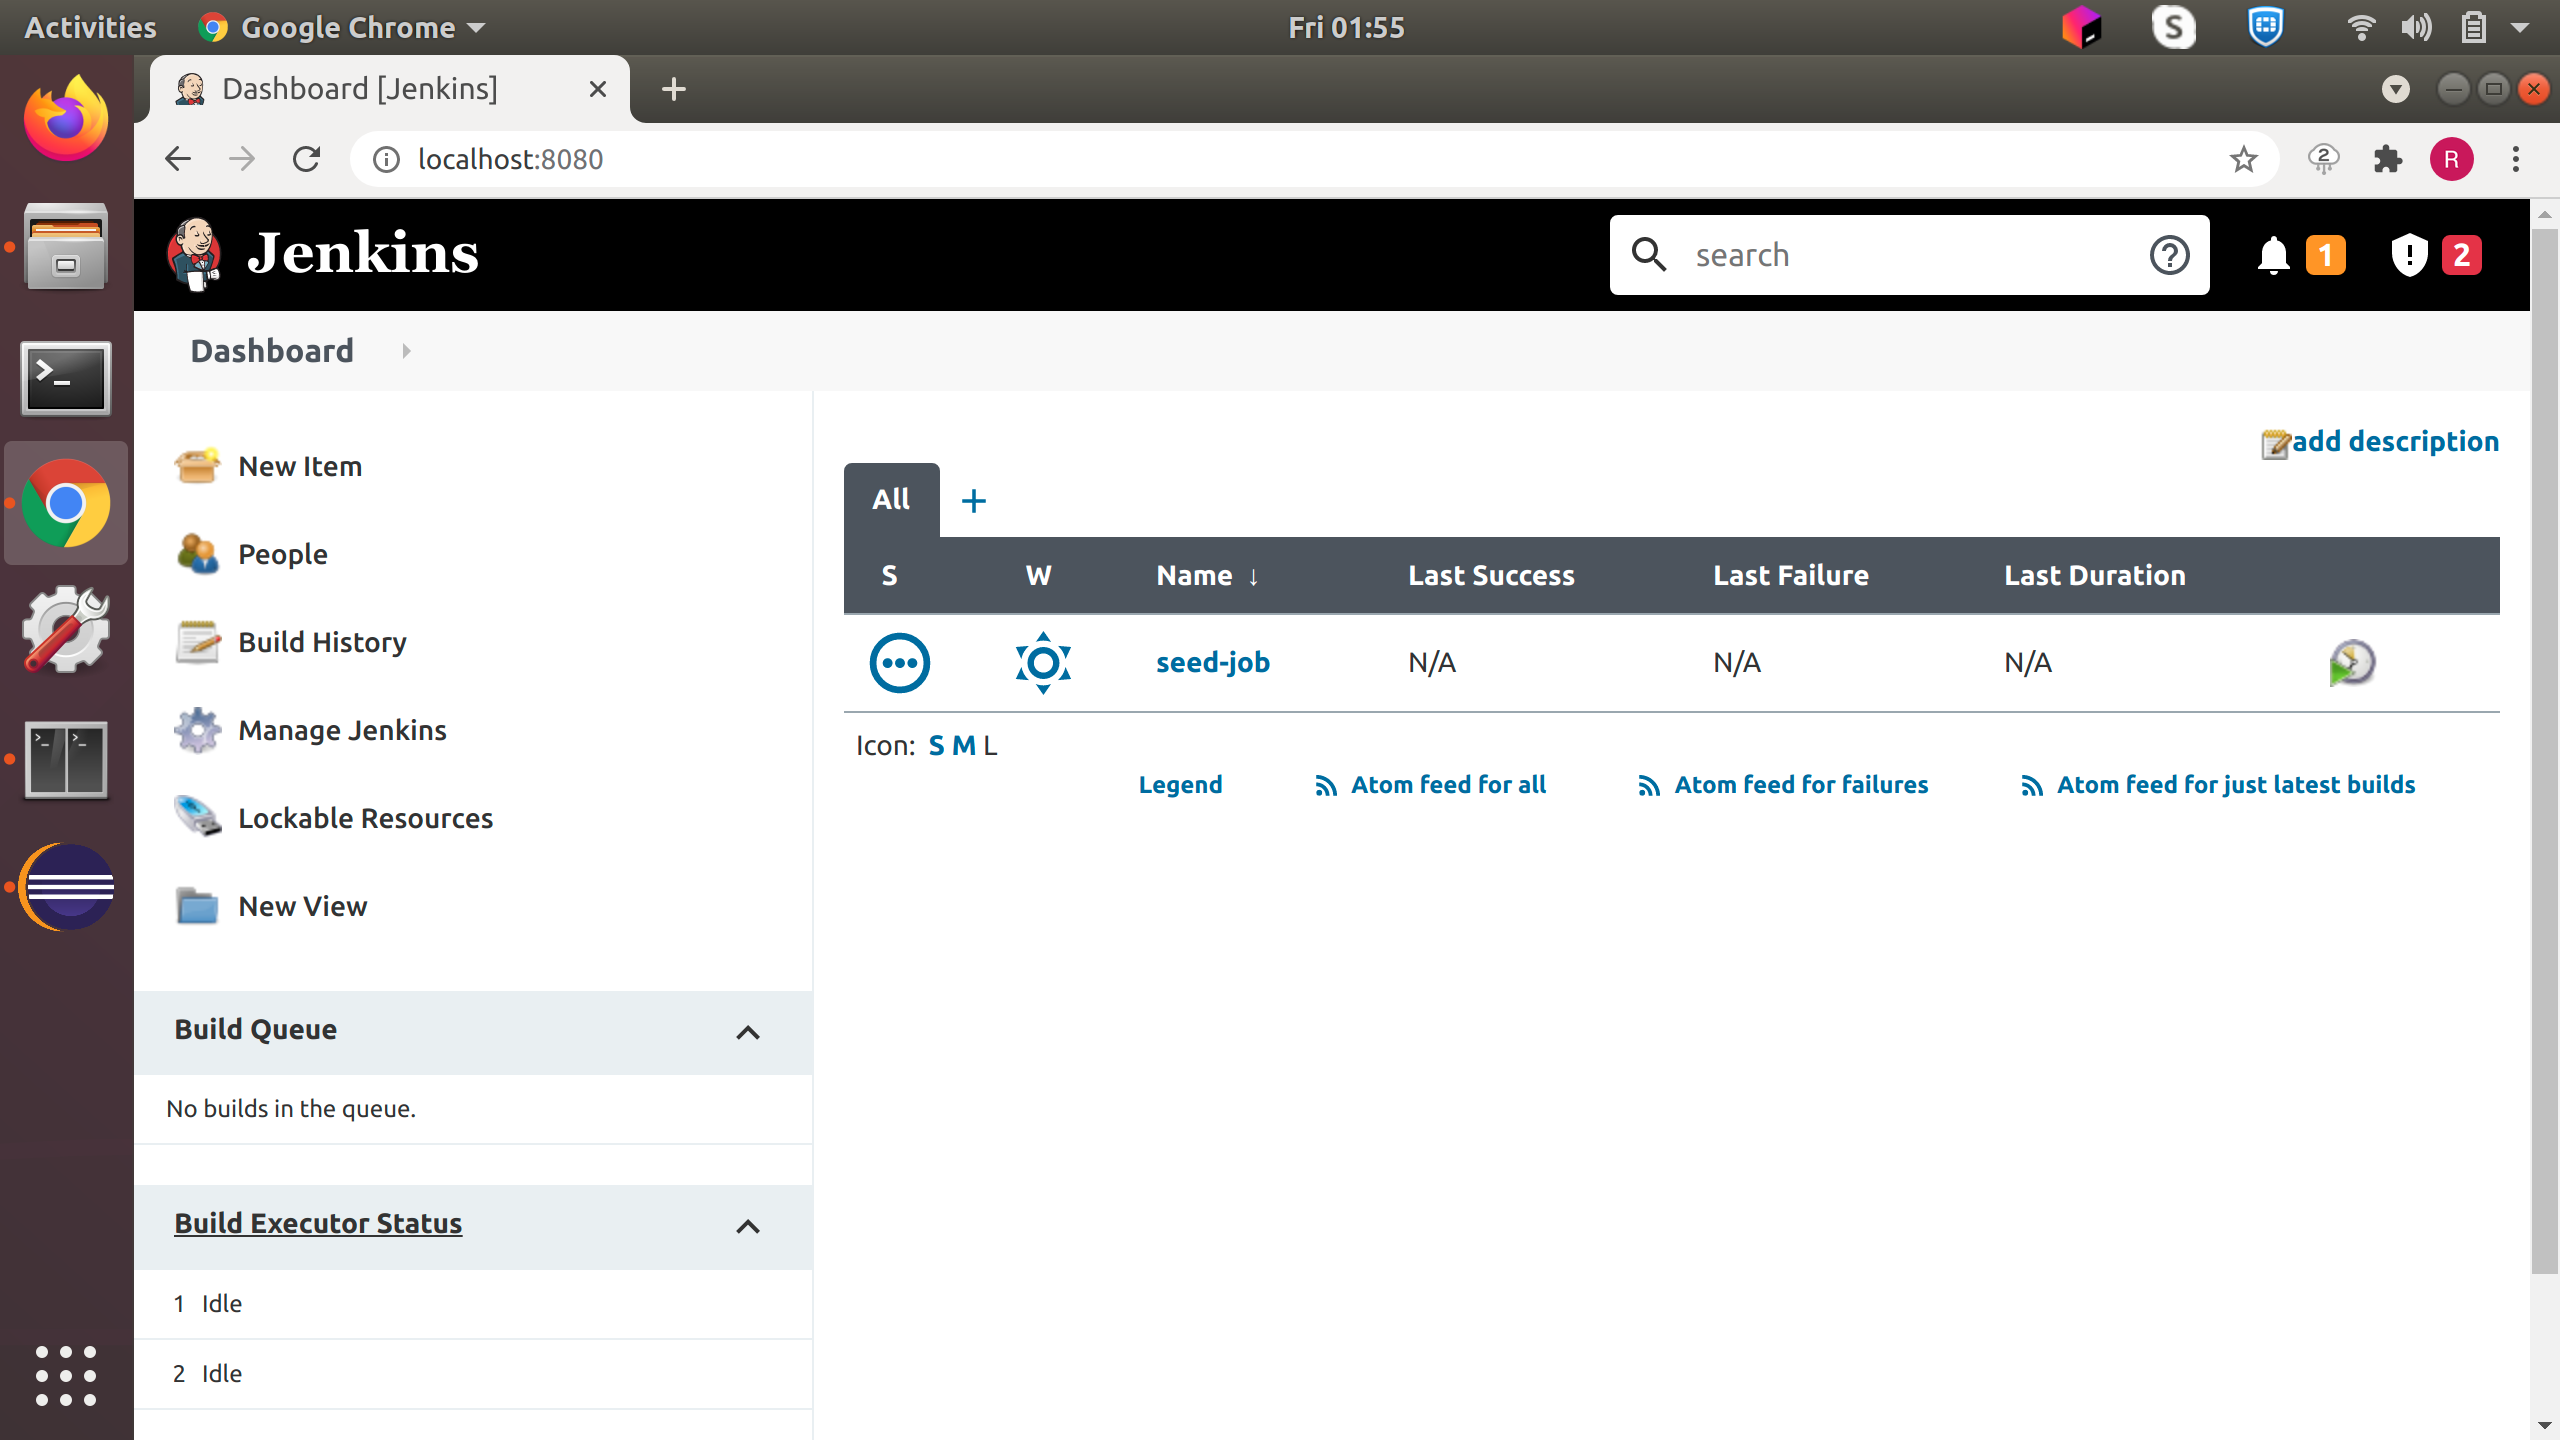 Activities Google Chrome Fri 01:55 S
Dashboard [Jenkins]
localhost:8080 2 R
Jenkins search 1 2
Dashboard
add description
New Item
People
Build History
Manage Jenkins
Lockable Resources
New View
Build Queue
No builds in the queue.
Build Executor Status
1 Idle
2 Idle
All +
S W Name ↓ Last Success Last Failure Last Duration
seed-job N/A N/A N/A
Icon: S M L
Legend Atom feed for all Atom feed for failures Atom feed for just latest builds